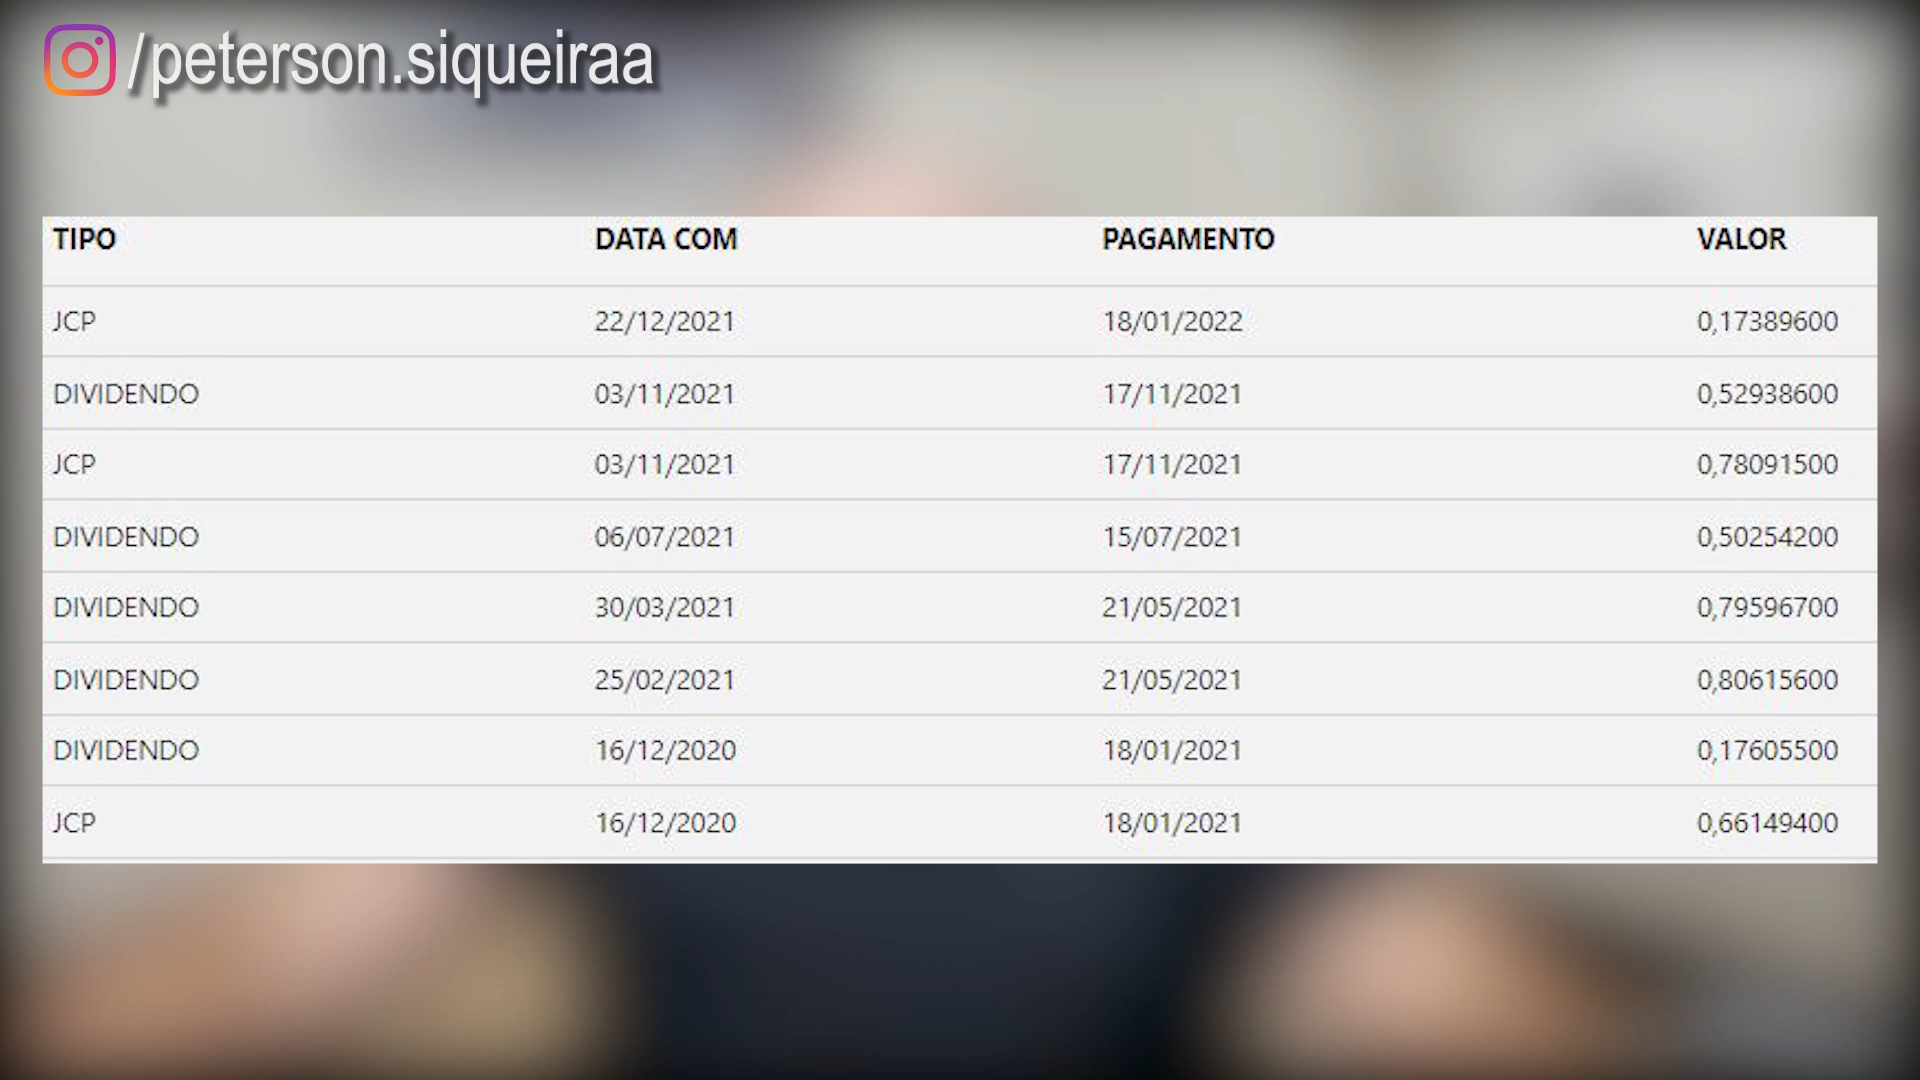 /peterson.siqueiraa
TIPO DATA COM PAGAMENTO VALOR
JCP 22/12/2021 18/01/2022 0,17389600
DIVIDENDO 03/11/2021 17/11/2021 0,52938600
JCP 03/11/2021 17/11/2021 0,78091500
DIVIDENDO 06/07/2021 15/07/2021 0,50254200
DIVIDENDO 30/03/2021 21/05/2021 0,79596700
DIVIDENDO 25/02/2021 21/05/2021 0,80615600
DIVIDENDO 16/12/2020 18/01/2021 0,17605500
JCP 16/12/2020 18/01/2021 0,66149400